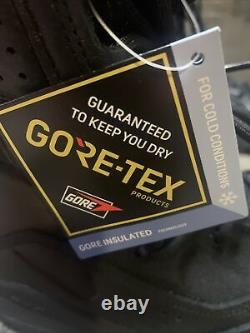 GUARANTEED
TO KEEP YOU DRY
GORE-TEX
PRODUCTS
GORE
GORE INSULATED TECHNOLOGY
FOR COLD CONDITIONS